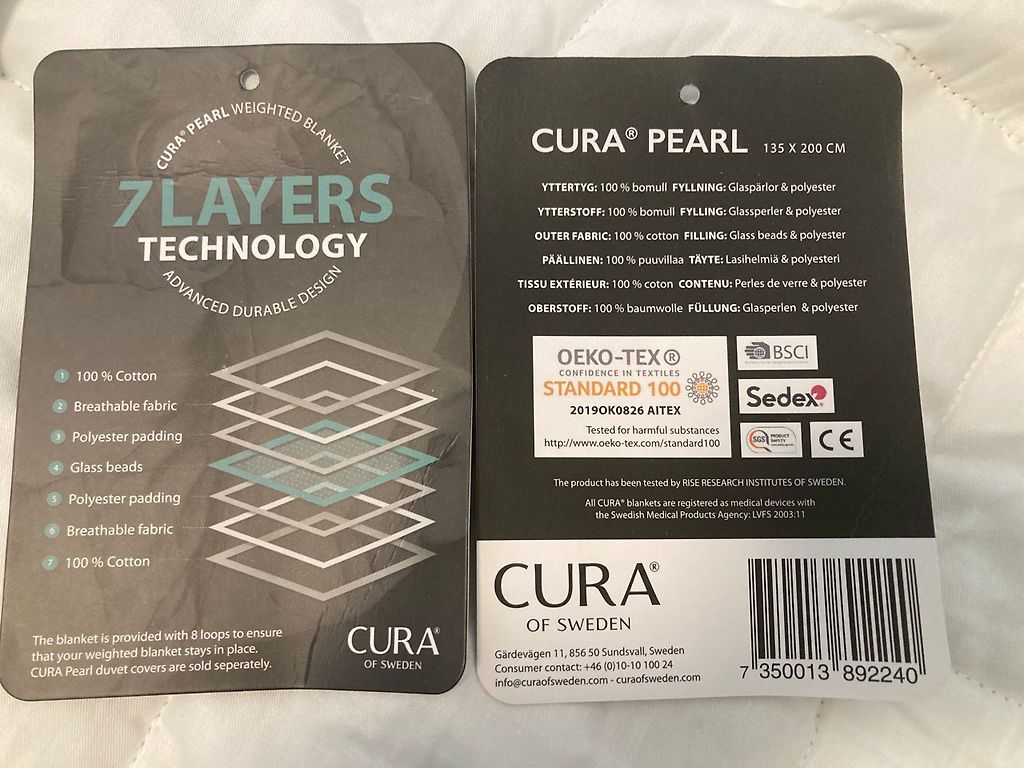 CURA® PEARL WEIGHTED BLANKET
7 LAYERS
TECHNOLOGY
ADVANCED DURABLE DESIGN
1 100 % Cotton
2 Breathable fabric
3 Polyester padding
4 Glass beads
5 Polyester padding
6 Breathable fabric
7 100 % Cotton
The blanket is provided with 8 loops to ensure
that your weighted blanket stays in place.
CURA Pearl duvet covers are sold seperately.
CURA®
OF SWEDEN
CURA® PEARL 135 X 200 CM
YTTERTYG: 100 % bomull FYLLNING: Glaspärlor & polyester
YTTERSTOFF: 100 % bomull FYLLING: Glassperler & polyester
OUTER FABRIC: 100 % cotton FILLING: Glass beads & polyester
PÄÄLLINEN: 100 % puuvillaa TÄYTE: Lasihelmiä & polyesteri
TISSU EXTÉRIEUR: 100 % coton CONTENU: Perles de verre & polyester
OBERSTOFF: 100 % baumwolle FÜLLUNG: Glasperlen & polyester
OEKO-TEX®
CONFIDENCE IN TEXTILES
STANDARD 100
2019OK0826 AITEX
Tested for harmful substances
http://www.oeko-tex.com/standard100
BSCI
Sedex®
SGS PRODUCT SAFETY
CE
The product has been tested by RISE RESEARCH INSTITUTES OF SWEDEN.
All CURA® blankets are registered as medical devices with
the Swedish Medical Products Agency: LVFS 2003:11
CURA®
OF SWEDEN
Gärdevägen 11, 856 50 Sundsvall, Sweden
Consumer contact: +46 (0)10-10 100 24
info@curaofsweden.com - curaofsweden.com
7 350013 892240